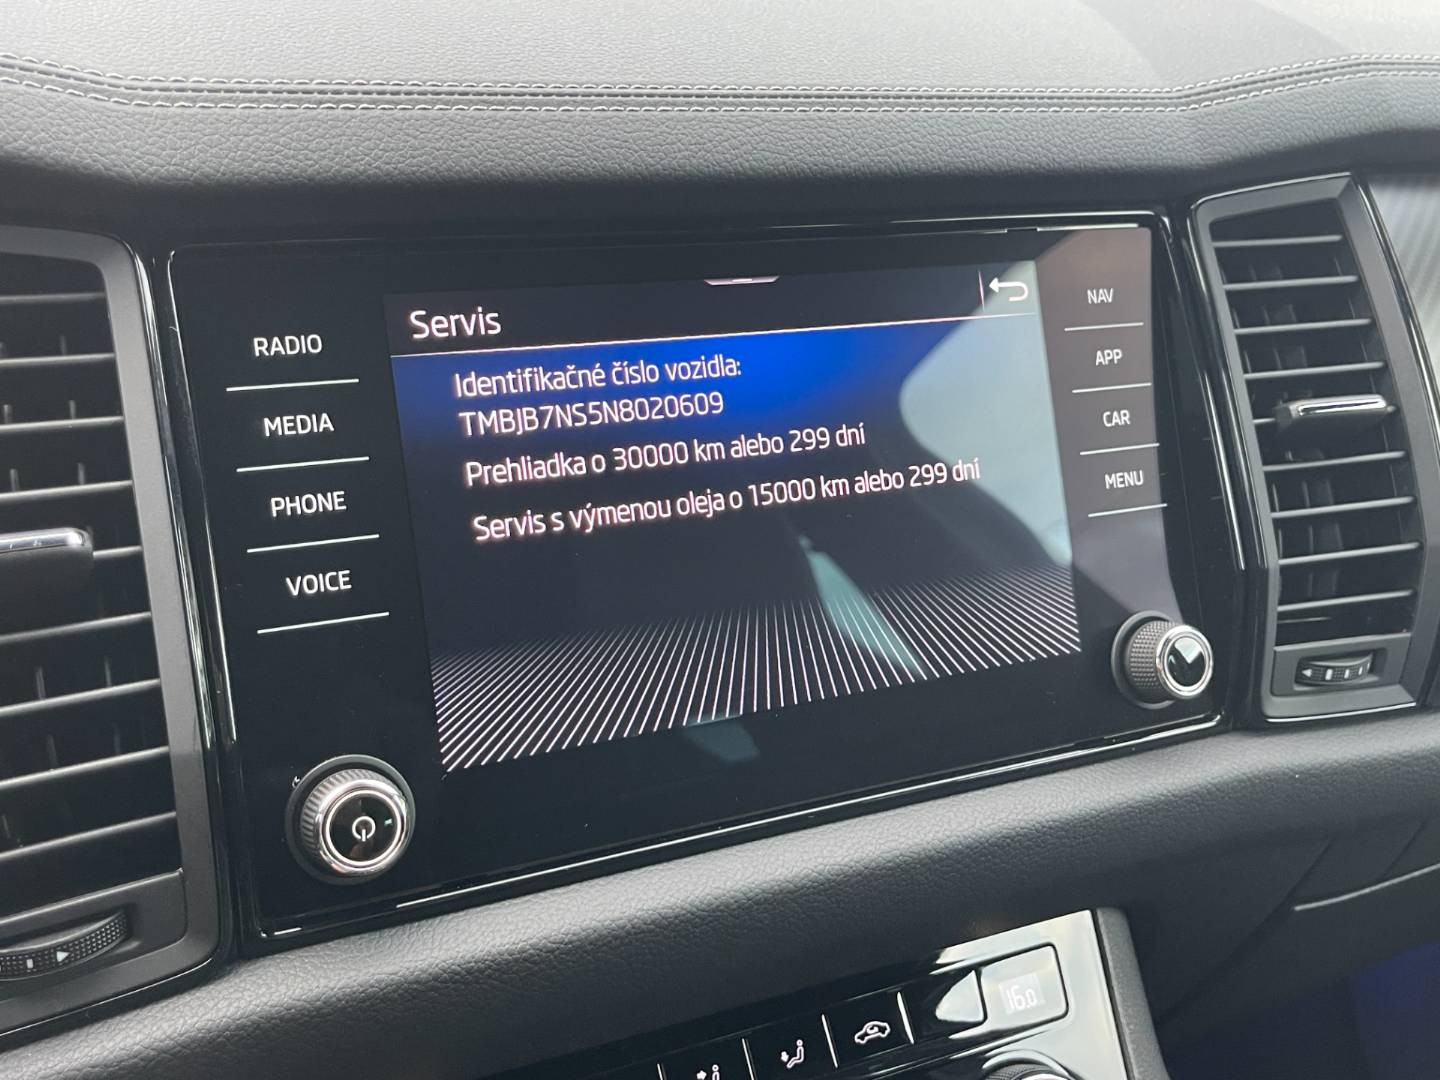 Servis
Identifikačné číslo vozidla:
TMBJB7NS5N8020609
Prehliadka o 30000 km alebo 299 dní
Servis s výmenou oleja o 15000 km alebo 299 dní
RADIO
MEDIA
PHONE
VOICE
NAV
APP
CAR
MENU
16.0